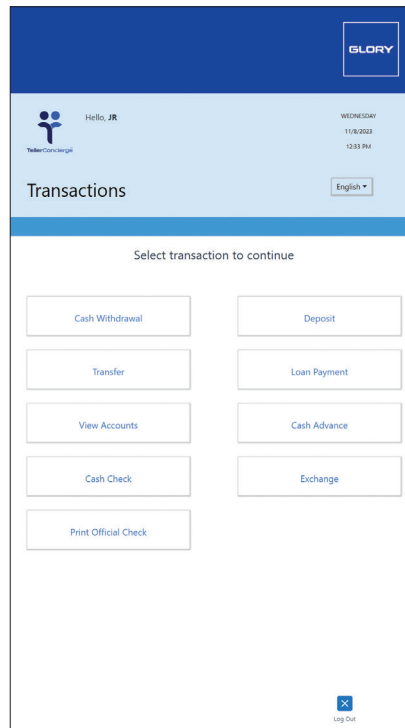 GLORY
Hello, JR
WEDNESDAY
11/8/2023
12:33 PM
TellerConcierge
Transactions
English
Select transaction to continue
Cash Withdrawal
Deposit
Transfer
Loan Payment
View Accounts
Cash Advance
Cash Check
Exchange
Print Official Check
Log Out